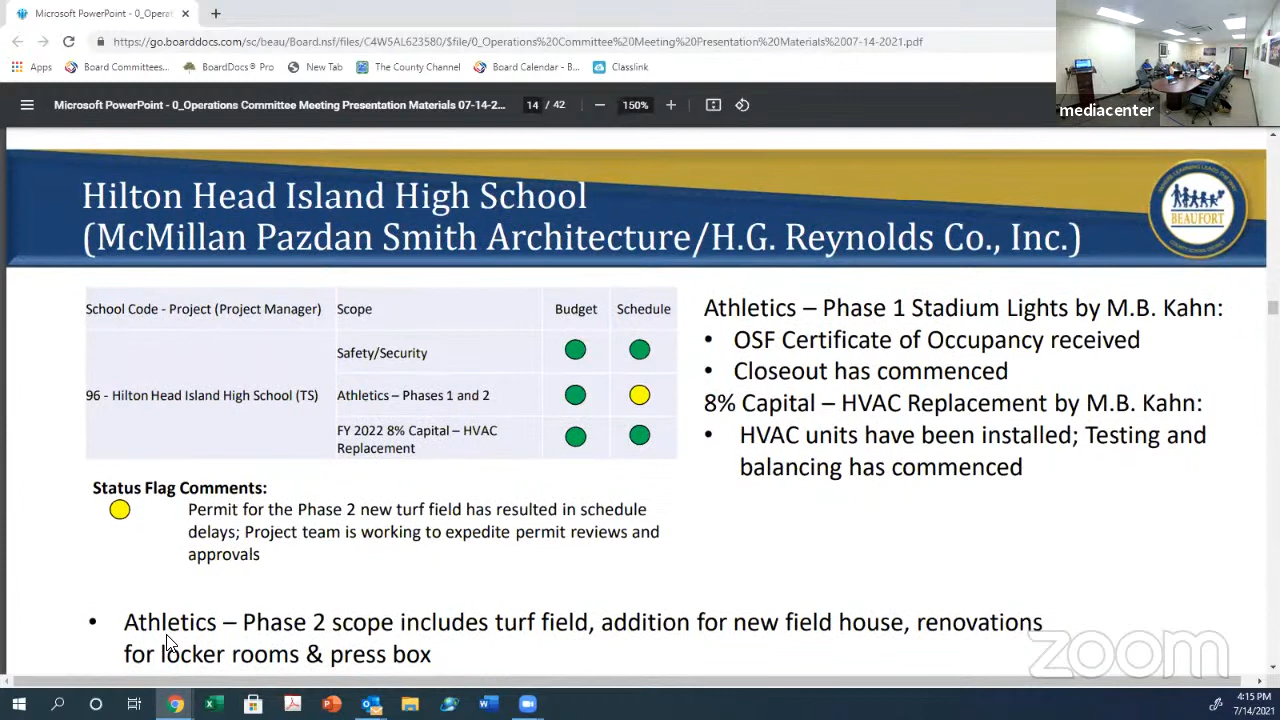 Microsoft PowerPoint - 0_Operat
https://go.boarddocs.com/sc/beau/Board.nsf/files/C4W5AL623580/$file/0_Operations%20Committee%20Meeting%20Presentation%20Materials%2007-14-2021.pdf
Apps
Board Committees...
BoardDocs® Pro
New Tab
The County Channel
Board Calendar - B...
Classlink
mediacenter
Microsoft PowerPoint - 0_Operations Committee Meeting Presentation Materials 07-14-2...
14 / 42
150%
Hilton Head Island High School
(McMillan Pazdan Smith Architecture/H.G. Reynolds Co., Inc.)
BEAUFORT
School Code - Project (Project Manager) Scope Budget Schedule
Safety/Security
96 - Hilton Head Island High School (TS) Athletics – Phases 1 and 2
FY 2022 8% Capital – HVAC
Replacement
Status Flag Comments:
Permit for the Phase 2 new turf field has resulted in schedule
delays; Project team is working to expedite permit reviews and
approvals
Athletics – Phase 1 Stadium Lights by M.B. Kahn:
• OSF Certificate of Occupancy received
• Closeout has commenced
8% Capital – HVAC Replacement by M.B. Kahn:
• HVAC units have been installed; Testing and
balancing has commenced
• Athletics – Phase 2 scope includes turf field, addition for new field house, renovations
for locker rooms & press box
zoom
4:15 PM
7/14/2021